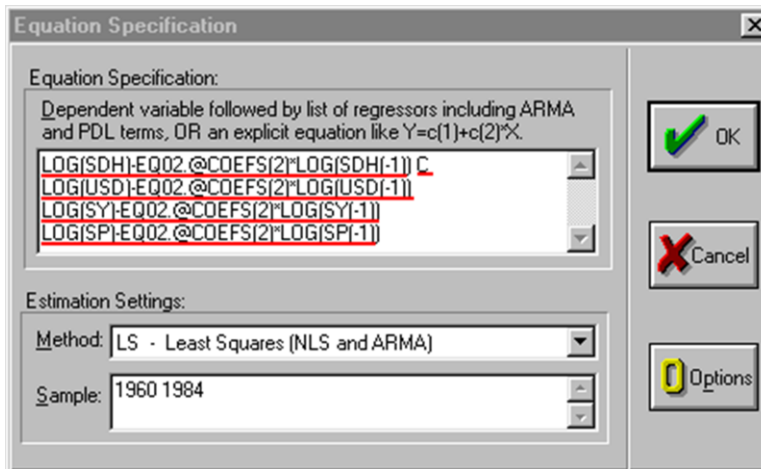 Equation Specification
Equation Specification:
Dependent variable followed by list of regressors including ARMA
and PDL terms, OR an explicit equation like Y=c(1)+c(2)*X.
LOG(SDH)-EQ02.@COEFS(2)*LOG(SDH(-1)) C
LOG(USD)-EQ02.@COEFS(2)*LOG(USD(-1))
LOG(SY)-EQ02.@COEFS(2)*LOG(SY(-1))
LOG(SP)-EQ02.@COEFS(2)*LOG(SP(-1))
OK
Cancel
Estimation Settings:
Method: LS - Least Squares (NLS and ARMA)
Options
Sample: 1960 1984